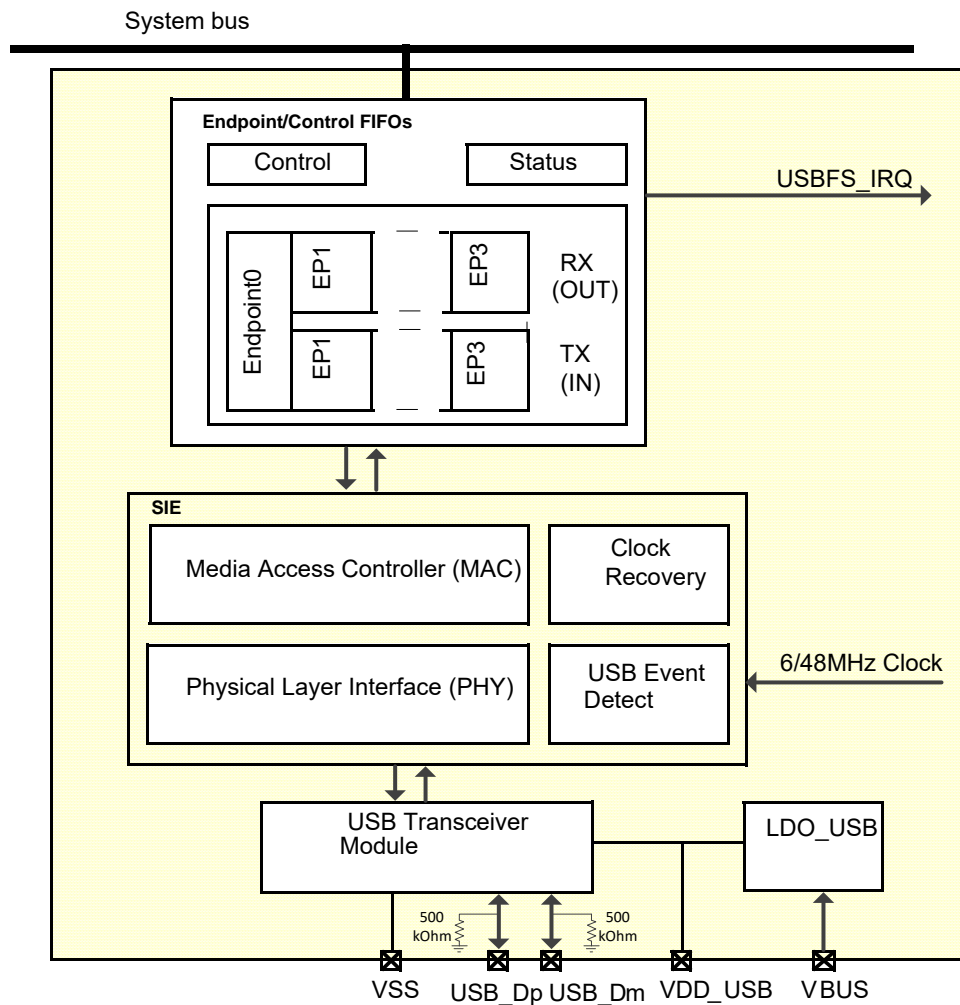 System bus
Endpoint/Control FIFOs
Control
Status
USBFS_IRQ
Endpoint0
EP1
EP3
RX
(OUT)
EP1
EP3
TX
(IN)
SIE
Media Access Controller (MAC)
Clock
Recovery
Physical Layer Interface (PHY)
USB Event
Detect
6/48MHz Clock
USB Transceiver
Module
LDO_USB
500
kOhm
500
kOhm
VSS
USB_Dp
USB_Dm
VDD_USB
VBUS